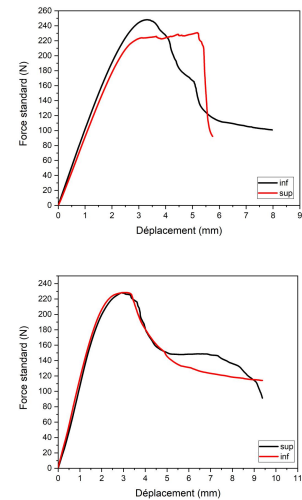 260
240
220
200
180
160
140
120
100
80
60
40
20
0
Force standard (N)
0 1 2 3 4 5 6 7 8 9
Déplacement (mm)
inf
sup
240
220
200
180
160
140
120
100
80
60
40
20
0
Force standard (N)
0 1 2 3 4 5 6 7 8 9 10 11
Déplacement (mm)
sup
inf